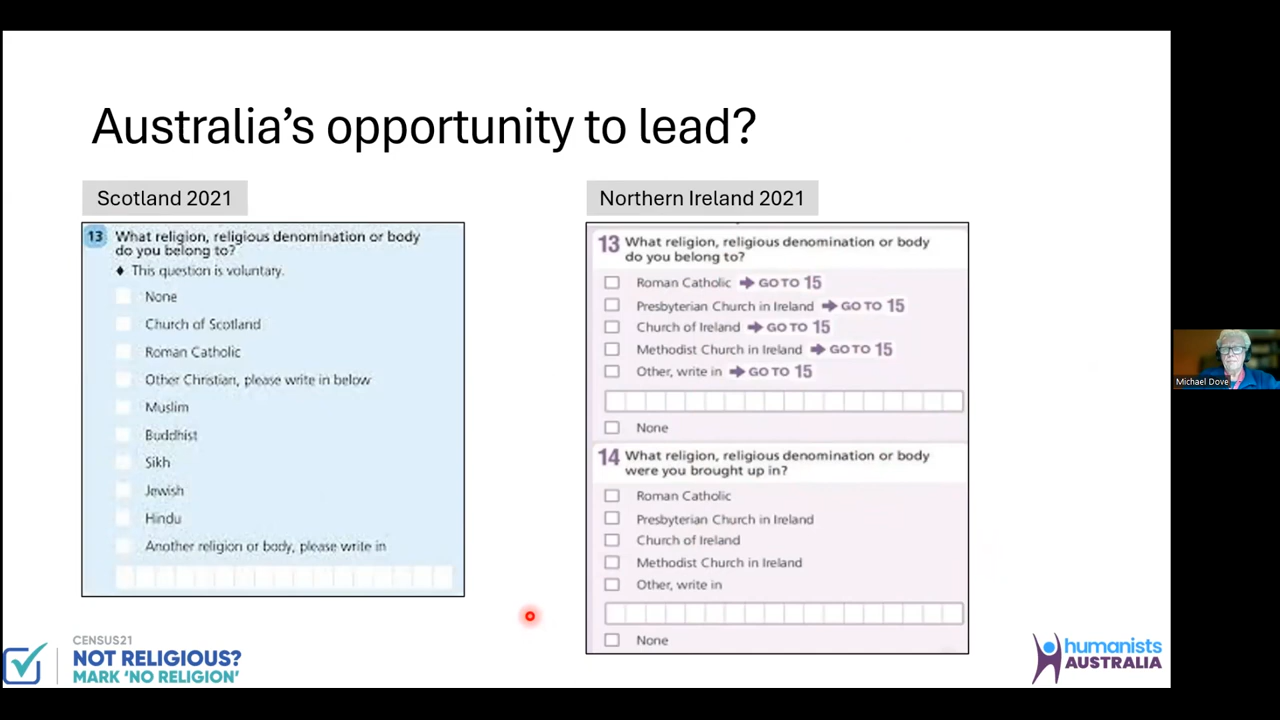 Australia's opportunity to lead?
Scotland 2021
13 What religion, religious denomination or body
do you belong to?
♦ This question is voluntary.
None
Church of Scotland
Roman Catholic
Other Christian, please write in below
Muslim
Buddhist
Sikh
Jewish
Hindu
Another religion or body, please write in
Northern Ireland 2021
13 What religion, religious denomination or body
do you belong to?
Roman Catholic ➡ GO TO 15
Presbyterian Church in Ireland ➡ GO TO 15
Church of Ireland ➡ GO TO 15
Methodist Church in Ireland ➡ GO TO 15
Other, write in ➡ GO TO 15
None
14 What religion, religious denomination or body
were you brought up in?
Roman Catholic
Presbyterian Church in Ireland
Church of Ireland
Methodist Church in Ireland
Other, write in
None
CENSUS21
NOT RELIGIOUS?
MARK 'NO RELIGION'
humanists
AUSTRALIA
Michael Dove